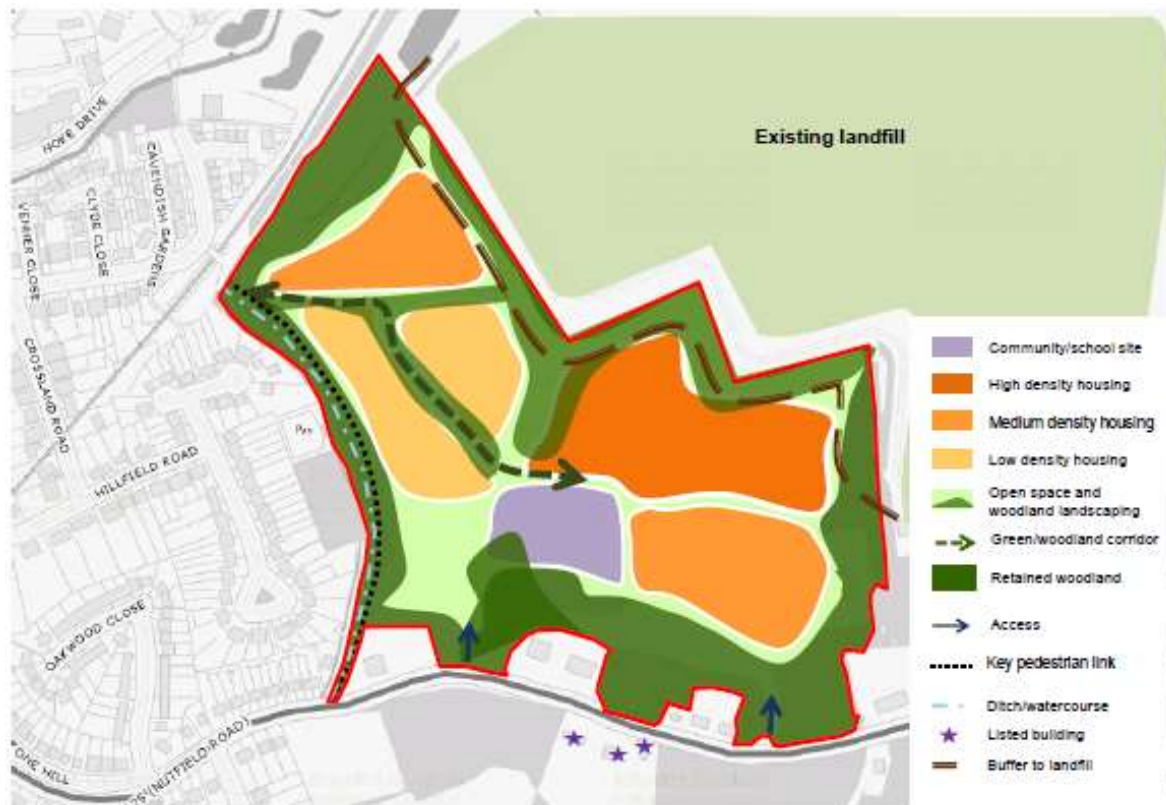 Existing landfill
HOPE DRIVE
CAVENDISH GARDENS
CLYDE CLOSE
VENNER CLOSE
CROSSLAND ROAD
HILLFIELD ROAD
OAKWOOD CLOSE
(NUTFIELD ROAD)
HILL
Community/school site
High density housing
Medium density housing
Low density housing
Open space and
woodland landscaping
Green/woodland corridor
Retained woodland
Access
Key pedestrian link
Ditch/watercourse
Listed building
Buffer to landfill